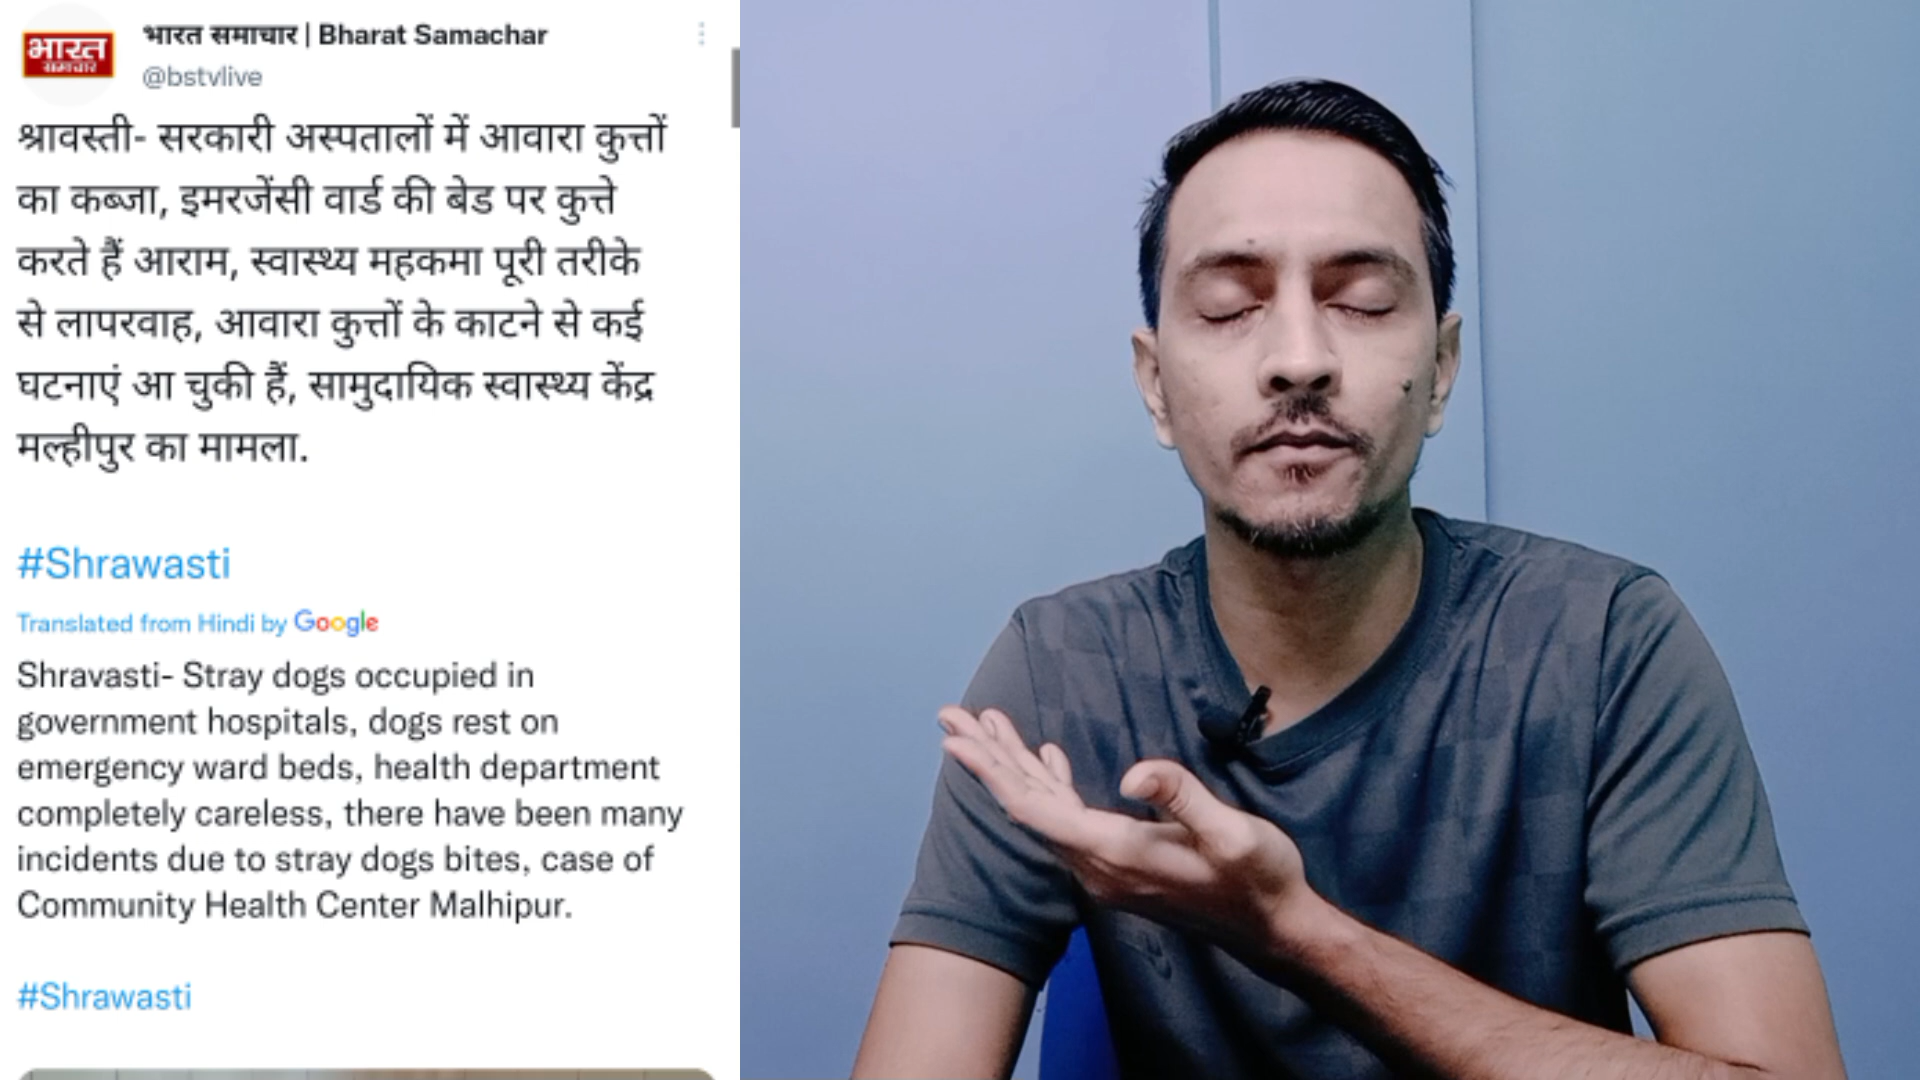 भारत
समाचार
भारत समाचार | Bharat Samachar
@bstvlive
श्रावस्ती- सरकारी अस्पतालों में आवारा कुत्तों
का कब्जा, इमरजेंसी वार्ड की बेड पर कुत्ते
करते हैं आराम, स्वास्थ्य महकमा पूरी तरीके
से लापरवाह, आवारा कुत्तों के काटने से कई
घटनाएं आ चुकी हैं, सामुदायिक स्वास्थ्य केंद्र
मल्हीपुर का मामला.
#Shrawasti
Translated from Hindi by Google
Shravasti- Stray dogs occupied in
government hospitals, dogs rest on
emergency ward beds, health department
completely careless, there have been many
incidents due to stray dogs bites, case of
Community Health Center Malhipur.
#Shrawasti